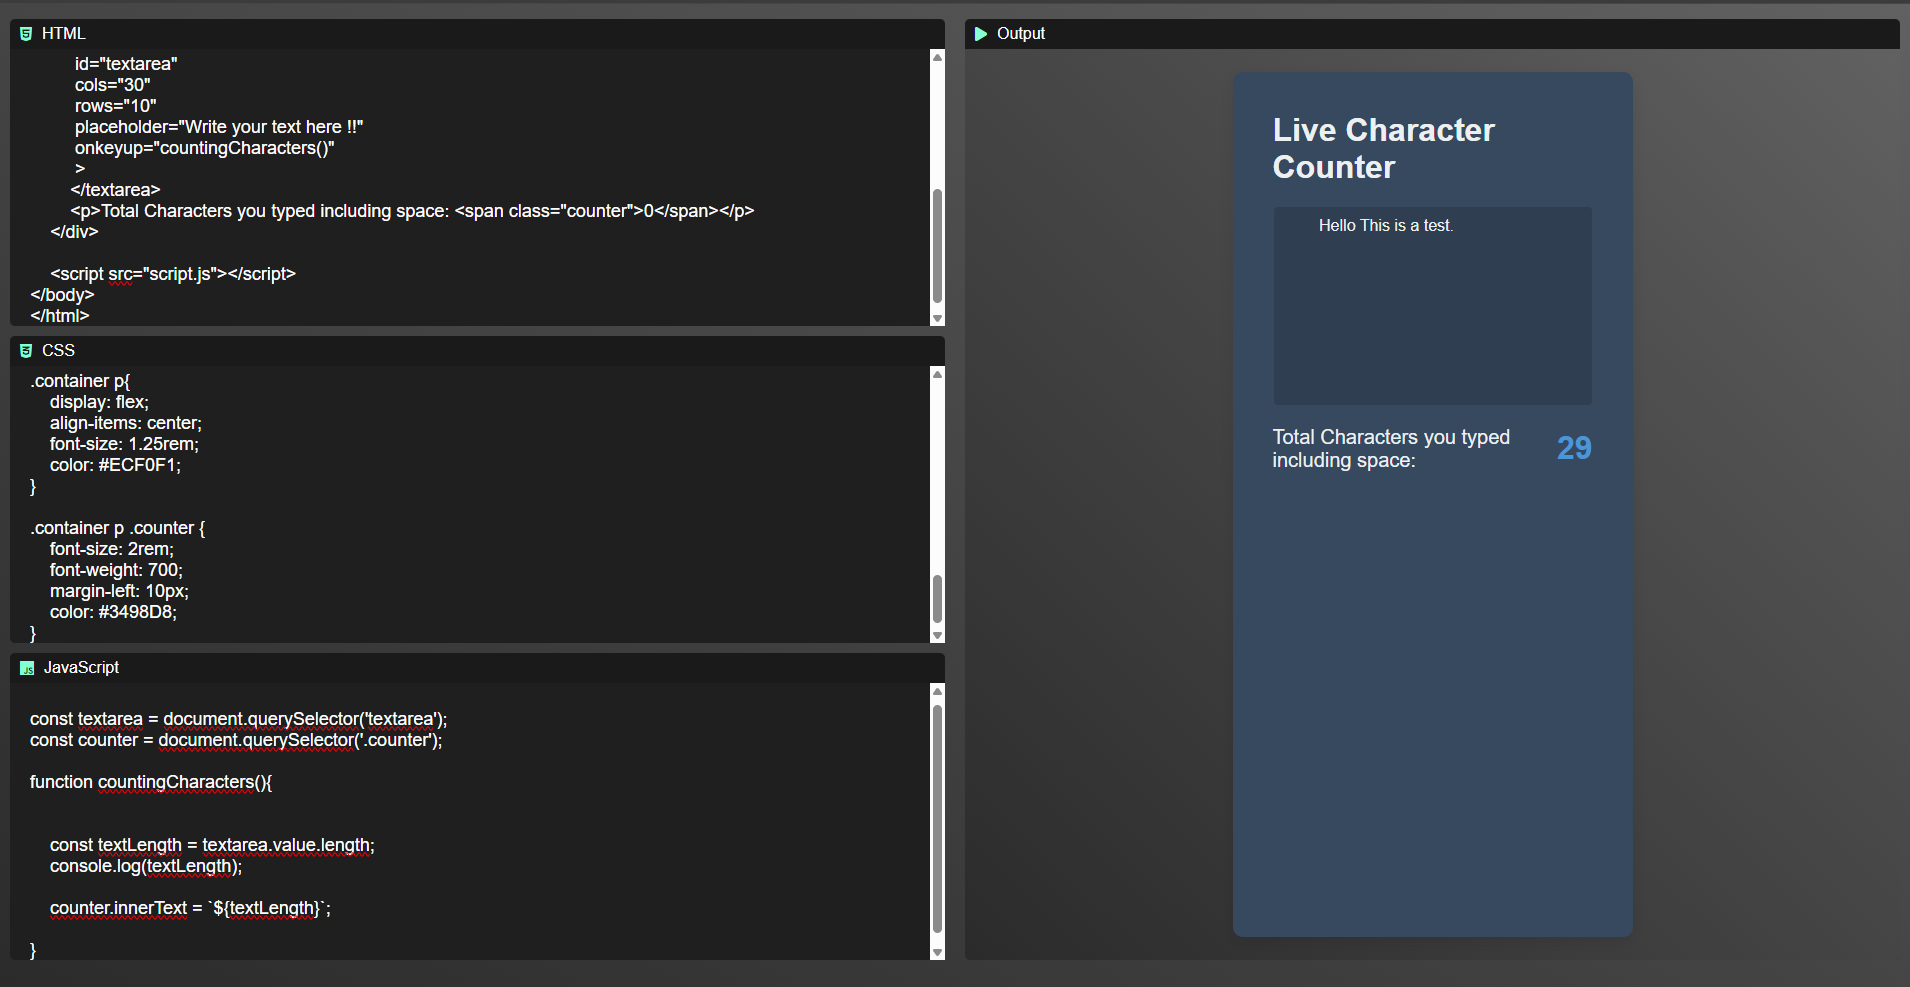 HTML
id="textarea"
cols="30"
rows="10"
placeholder="Write your text here !!"
onkeyup="countingCharacters()"
>
</textarea>
<p>Total Characters you typed including space: <span class="counter">0</span></p>
</div>
<script src="script.js"></script>
</body>
</html>
CSS
.container p{
display: flex;
align-items: center;
font-size: 1.25rem;
color: #ECF0F1;
}
.container p .counter {
font-size: 2rem;
font-weight: 700;
margin-left: 10px;
color: #3498D8;
}
JS JavaScript
const textarea = document.querySelector('textarea');
const counter = document.querySelector('.counter');
function countingCharacters(){
const textLength = textarea.value.length;
console.log(textLength);
counter.innerText = `${textLength}`;
}
Output
Live Character
Counter
Hello This is a test.
Total Characters you typed
including space:
29